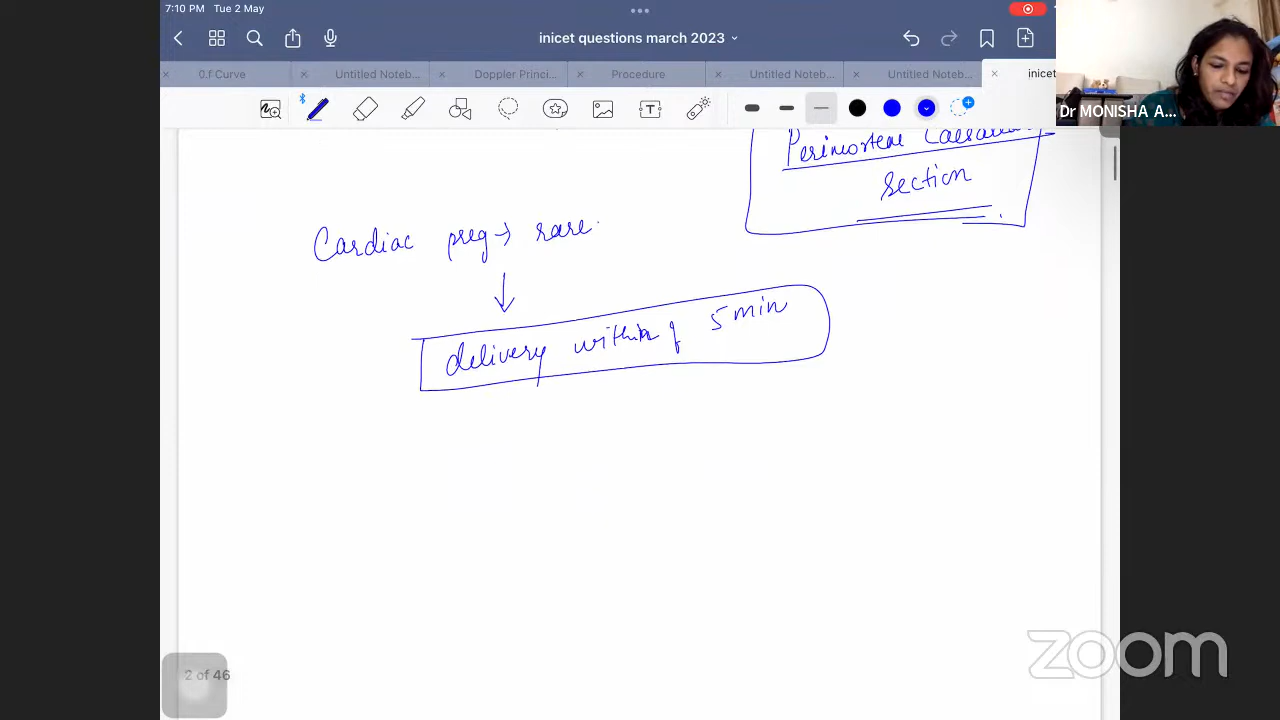 7:10 PM Tue 2 May
inicet questions march 2023
0.f Curve
Untitled Noteb...
Doppler Princi...
Procedure
Untitled Noteb...
Untitled Noteb...
inicet
Dr MONISHA A...
Perimortem
Section
Cardiac preg → rare
delivery within 5 min
2 of 46
zoom